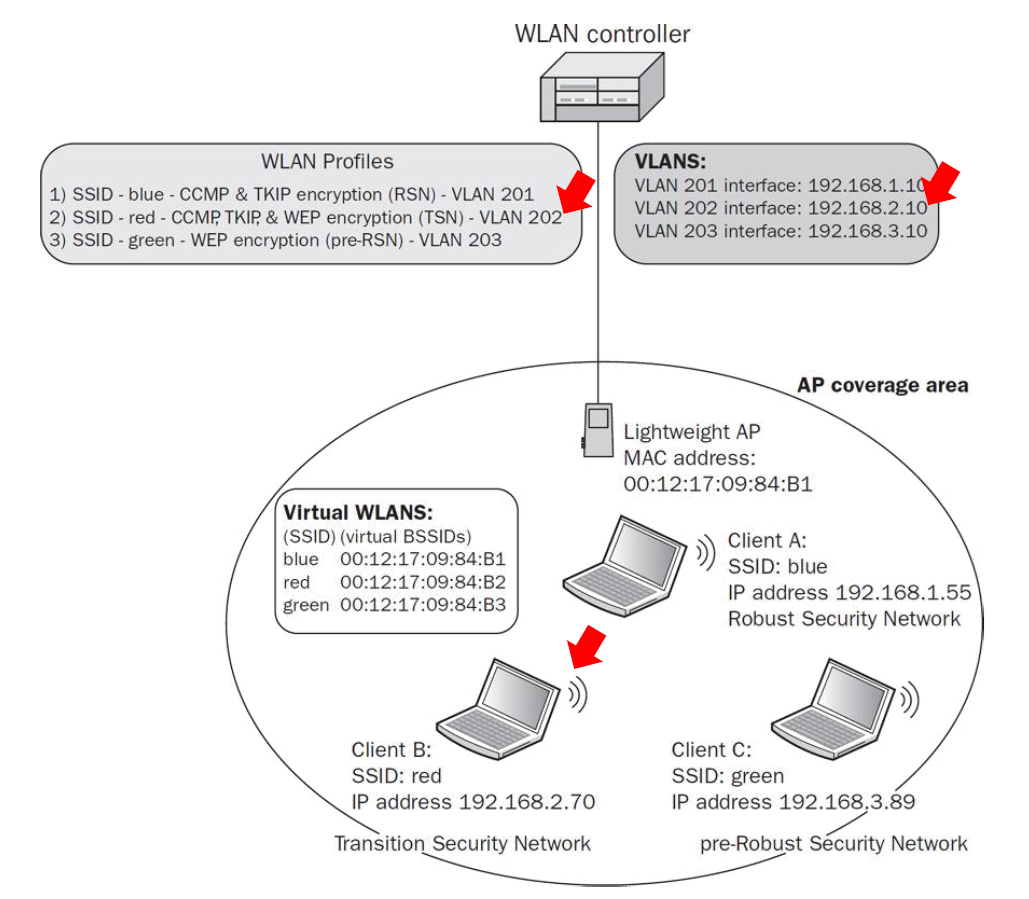 WLAN controller
WLAN Profiles
1) SSID - blue - CCMP & TKIP encryption (RSN) - VLAN 201
2) SSID - red - CCMP, TKIP, & WEP encryption (TSN) - VLAN 202
3) SSID - green - WEP encryption (pre-RSN) - VLAN 203
VLANS:
VLAN 201 interface: 192.168.1.10
VLAN 202 interface: 192.168.2.10
VLAN 203 interface: 192.168.3.10
AP coverage area
Lightweight AP
MAC address:
00:12:17:09:84:B1
Virtual WLANS:
(SSID) (virtual BSSIDs)
blue 00:12:17:09:84:B1
red 00:12:17:09:84:B2
green 00:12:17:09:84:B3
Client A:
SSID: blue
IP address 192.168.1.55
Robust Security Network
Client B:
SSID: red
IP address 192.168.2.70
Transition Security Network
Client C:
SSID: green
IP address 192.168.3.89
pre-Robust Security Network